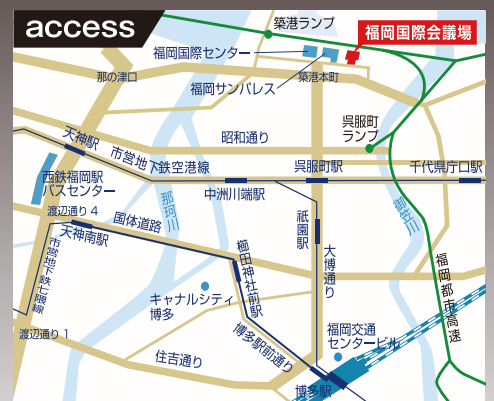 access
築港ランプ
福岡国際会議場
福岡国際センター
那の津口
福岡サンパレス
築港本町
呉服町
ランプ
昭和通り
天神駅
市営地下鉄空港線
呉服町駅
千代県庁口駅
西鉄福岡駅
バスセンター
中洲川端駅
那珂川
御笠川
渡辺通り4
国体道路
祇園駅
天神南駅
大博通り
市営地下鉄七隈線
櫛田神社前駅
福岡都市高速
キャナルシティ
博多
渡辺通り1
博多駅前通り
福岡交通
センタービル
住吉通り
博多駅